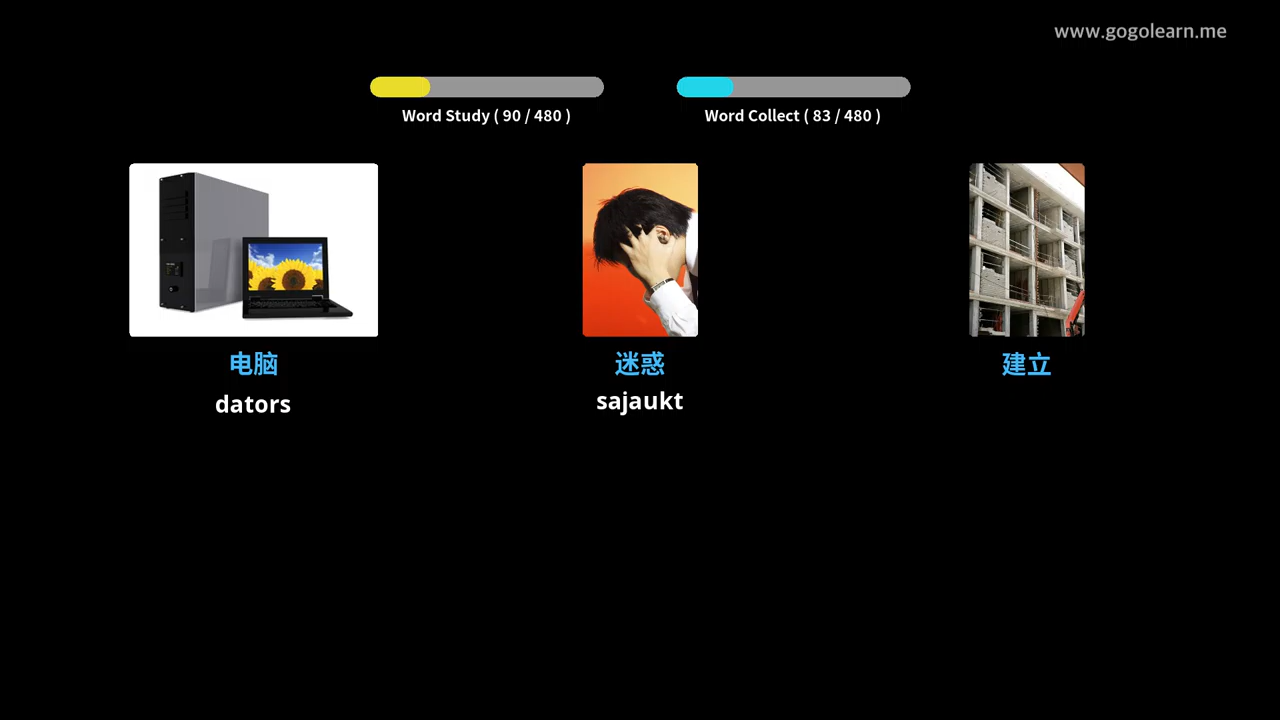 www.gogolearn.me
Word Study ( 90 / 480 )
Word Collect ( 83 / 480 )
电脑
迷惑
建立
dators
sajaukt